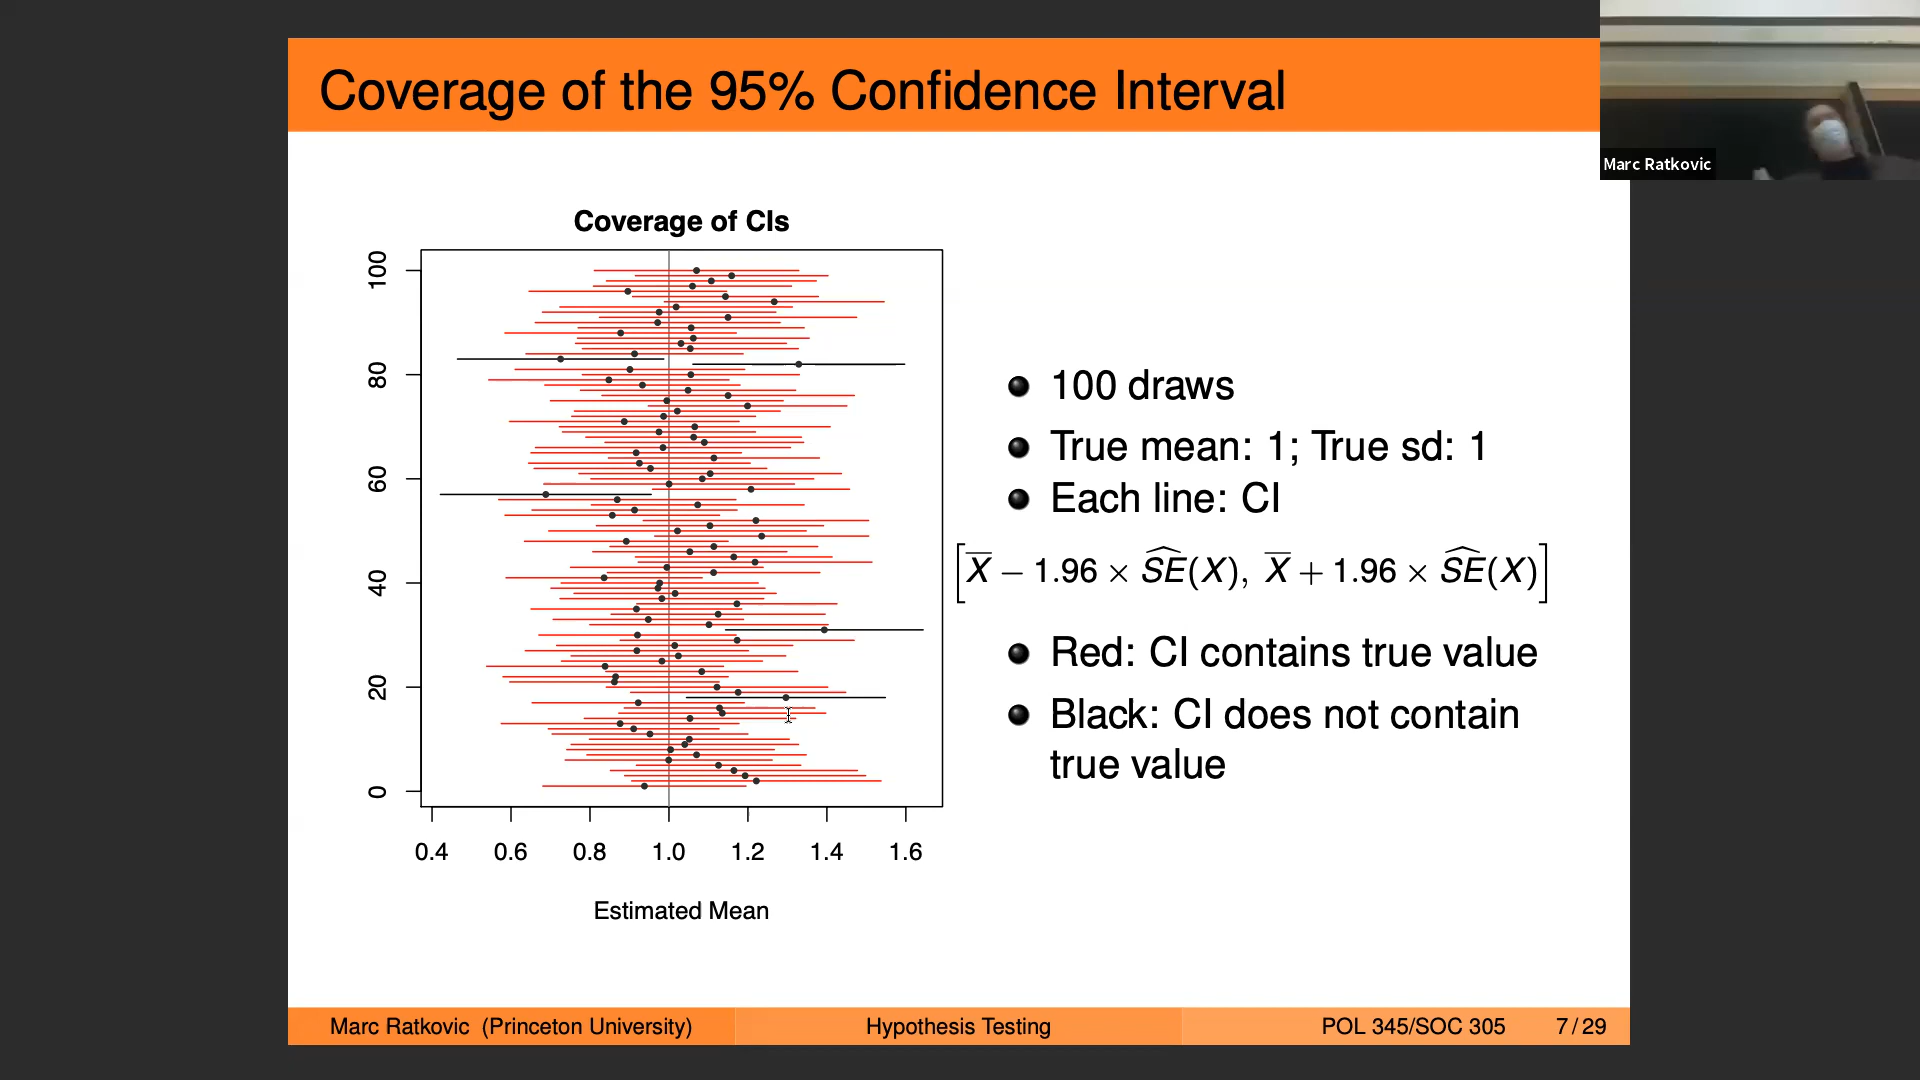 Coverage of the 95% Confidence Interval
Marc Ratkovic
Coverage of CIs
100
80
60
40
20
0
0.4 0.6 0.8 1.0 1.2 1.4 1.6
Estimated Mean
100 draws
True mean: 1; True sd: 1
Each line: CI
[X̅ − 1.96 × \widehat{SE}(X), X̅ + 1.96 × \widehat{SE}(X)]
Red: CI contains true value
Black: CI does not contain
true value
Marc Ratkovic (Princeton University) Hypothesis Testing POL 345/SOC 305 7 / 29